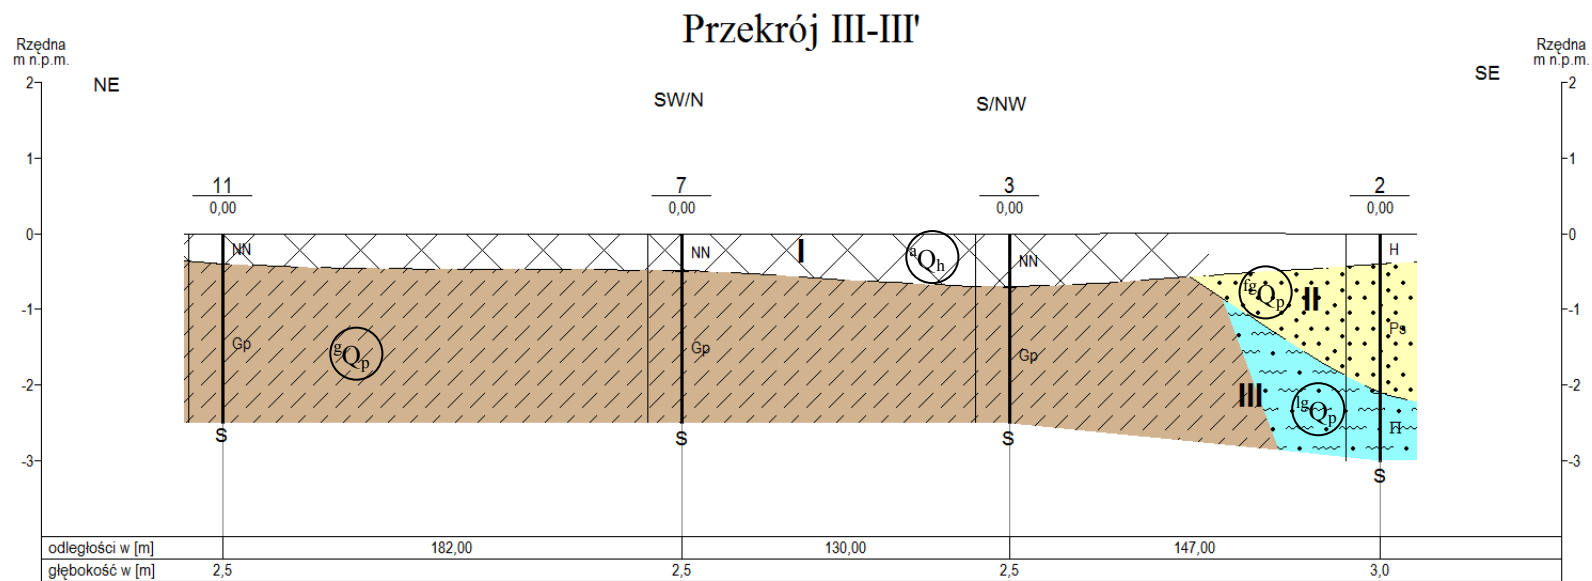 Przekrój III-III'
Rzędna
m n.p.m.
Rzędna
m n.p.m.
NE
SW/N
S/NW
SE
2
2
1
1
11
7
3
2
0,00
0,00
0,00
0,00
0
0
NN
NN
I
aQh
NN
H
fgQp
II
-1
-1
Gp
gQp
Gp
Gp
Ps
-2
-2
III
lgQp
Π
S
S
S
-3
-3
S
odległości w [m]
182,00
130,00
147,00
głębokość w [m]
2,5
2,5
2,5
3,0